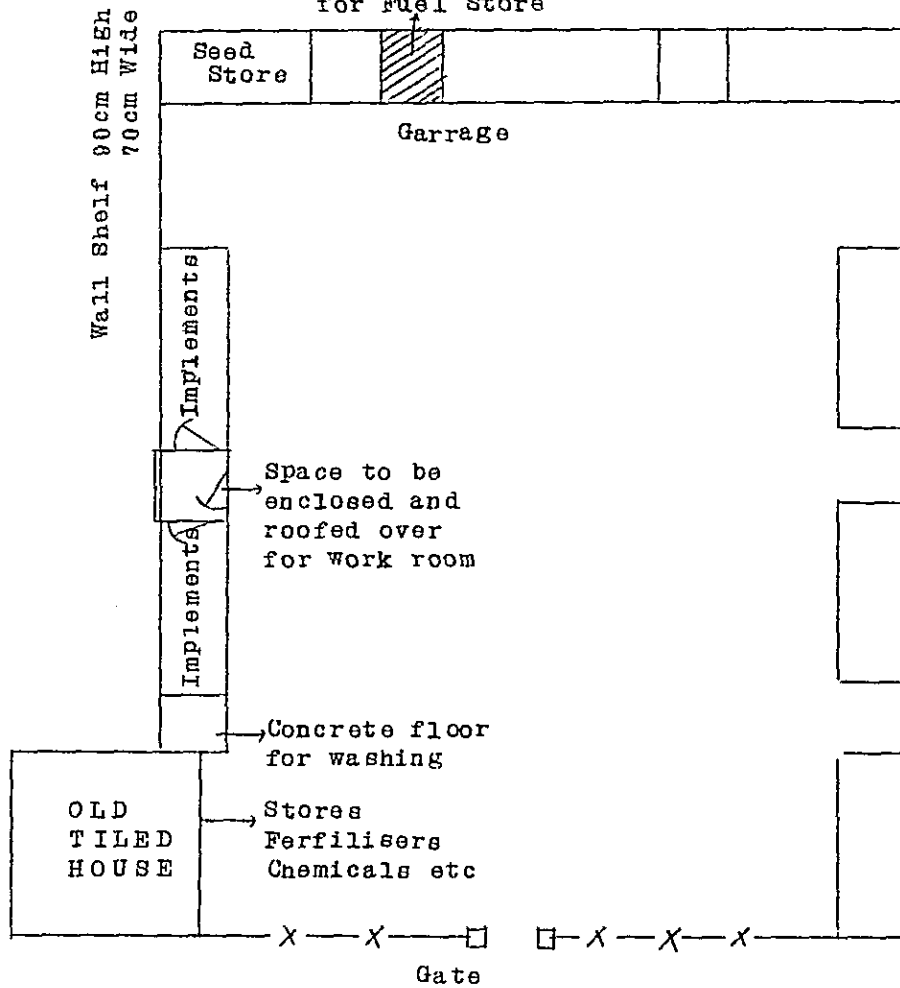 for Fuel Store
Wall Shelf 90cm High
70cm Wide
Seed
Store
Garrage
Implements
Space to be
enclosed and
roofed over
for Work room
Implements
Concrete floor
for washing
OLD
TILED
HOUSE
Stores
Ferfilisers
Chemicals etc
Gate